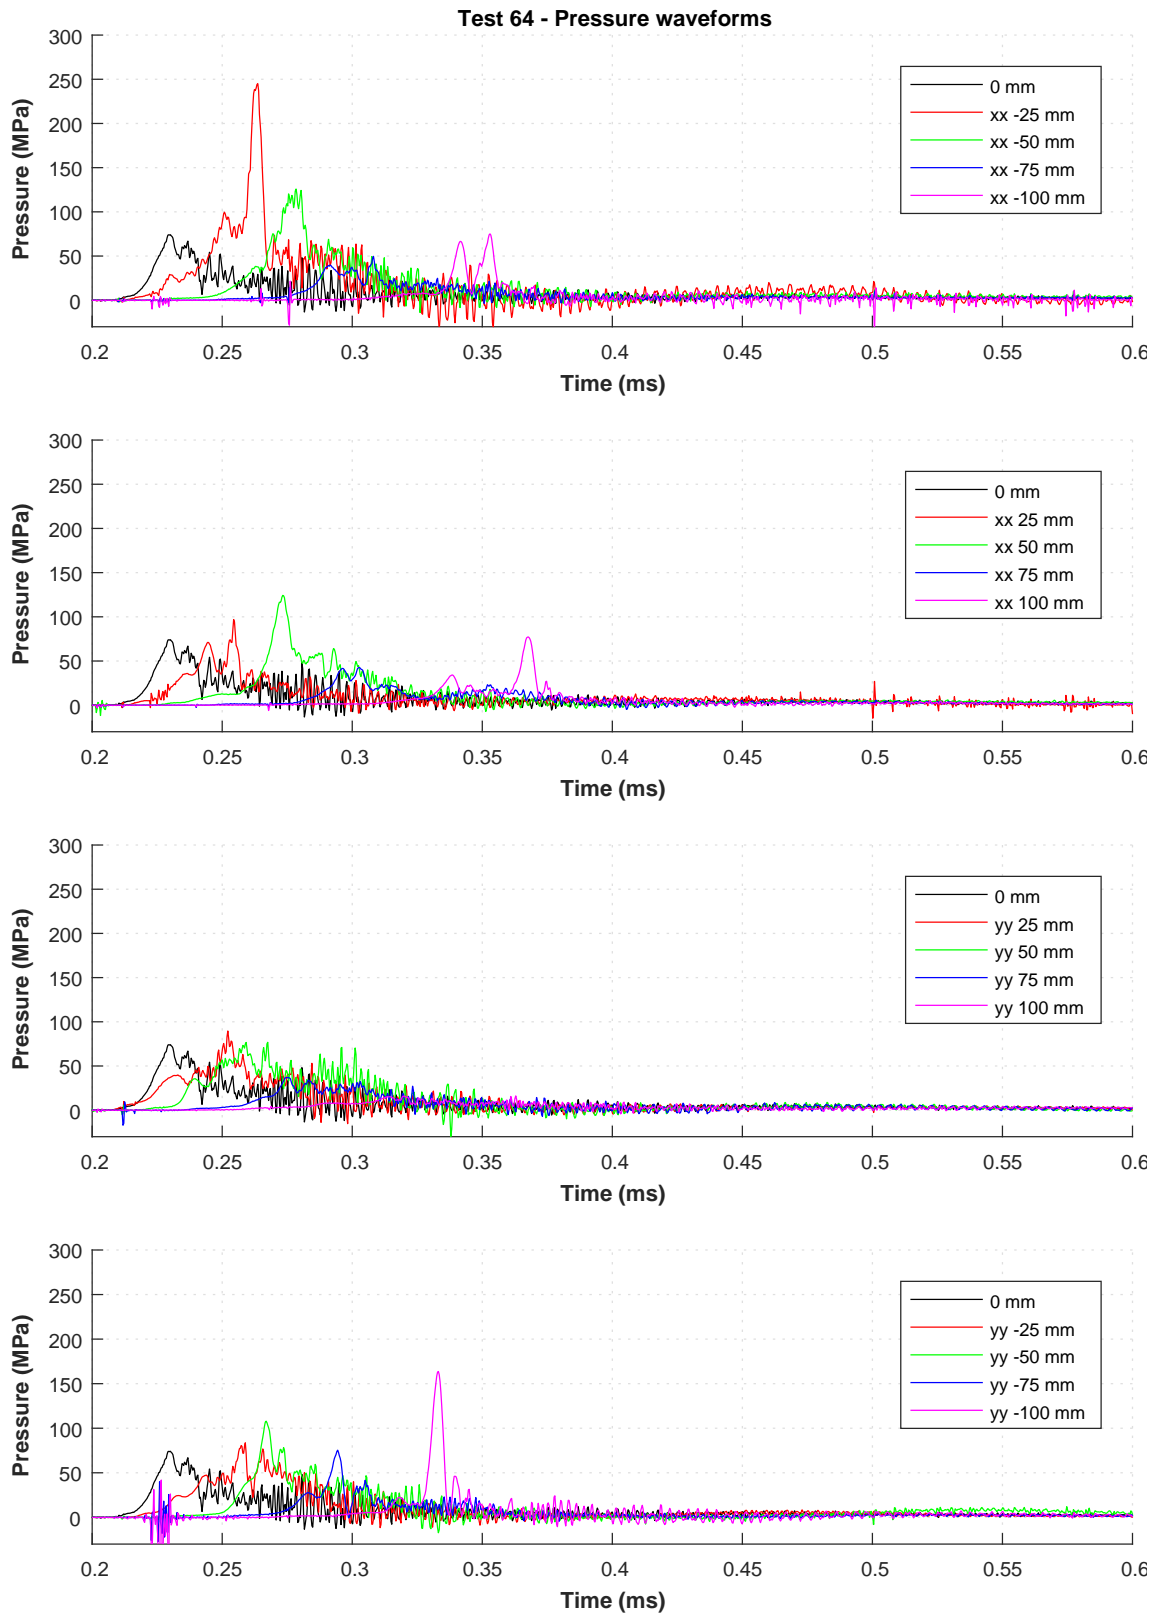 Test 64 - Pressure waveforms
300
250
200
150
100
50
0
Pressure (MPa)
0 mm
xx -25 mm
xx -50 mm
xx -75 mm
xx -100 mm
0.2 0.25 0.3 0.35 0.4 0.45 0.5 0.55 0.6
Time (ms)
300
250
200
150
100
50
0
Pressure (MPa)
0 mm
xx 25 mm
xx 50 mm
xx 75 mm
xx 100 mm
0.2 0.25 0.3 0.35 0.4 0.45 0.5 0.55 0.6
Time (ms)
300
250
200
150
100
50
0
Pressure (MPa)
0 mm
yy 25 mm
yy 50 mm
yy 75 mm
yy 100 mm
0.2 0.25 0.3 0.35 0.4 0.45 0.5 0.55 0.6
Time (ms)
300
250
200
150
100
50
0
Pressure (MPa)
0 mm
yy -25 mm
yy -50 mm
yy -75 mm
yy -100 mm
0.2 0.25 0.3 0.35 0.4 0.45 0.5 0.55 0.6
Time (ms)